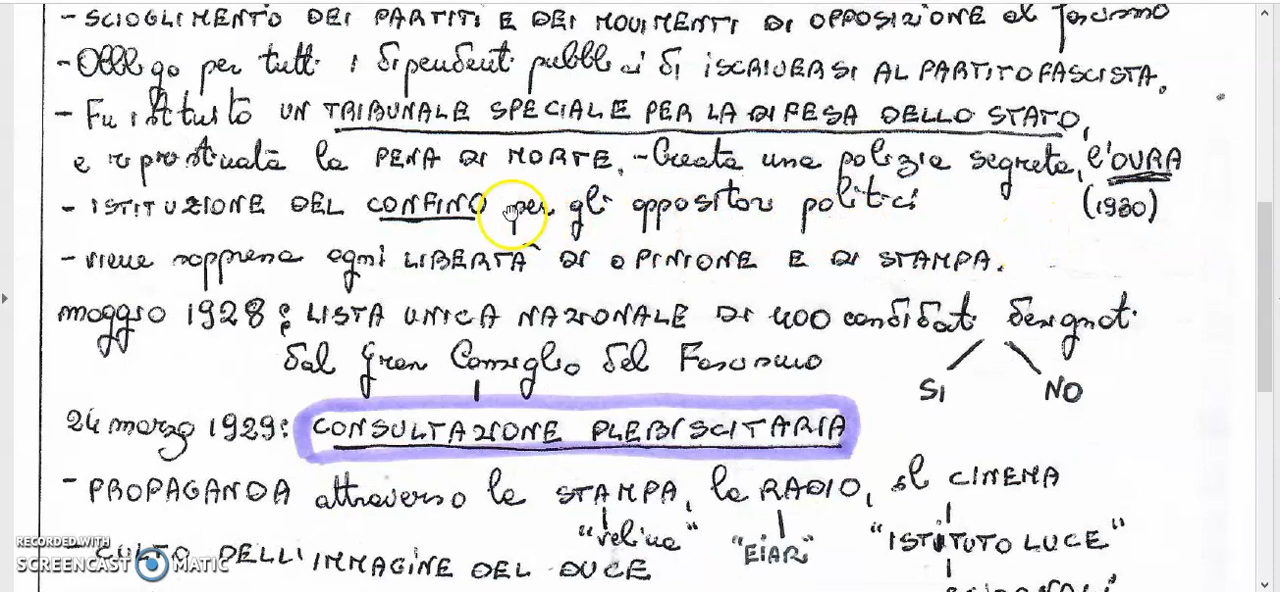 - SCIOGLIMENTO DEI PARTITI E DEI MOVIMENTI DI OPPOSIZIONE al fascismo
- Obbligo per tutti i dipendenti pubblici di ISCRIVERSI AL PARTITO FASCISTA.
- Fu istituito UN TRIBUNALE SPECIALE PER LA DIFESA DELLO STATO,
e ripristinata la PENA DI MORTE. - Creata una polizia segreta, l'OVRA
(1930)
- ISTITUZIONE DEL CONFINO per gli oppositori politici
- viene soppressa ogni LIBERTÀ DI OPINIONE E DI STAMPA.
maggio 1928: LISTA UNICA NAZIONALE DI 400 candidati designati
dal Gran Consiglio del Fascismo
SI NO
24 marzo 1929: CONSULTAZIONE PLEBISCITARIA
- PROPAGANDA attraverso la STAMPA, la RADIO, il CINEMA
"veline" "EIAR" "ISTITUTO LUCE"
- CULTO DELL'IMMAGINE DEL DUCE
RECORDED WITH
SCREENCAST MATIC